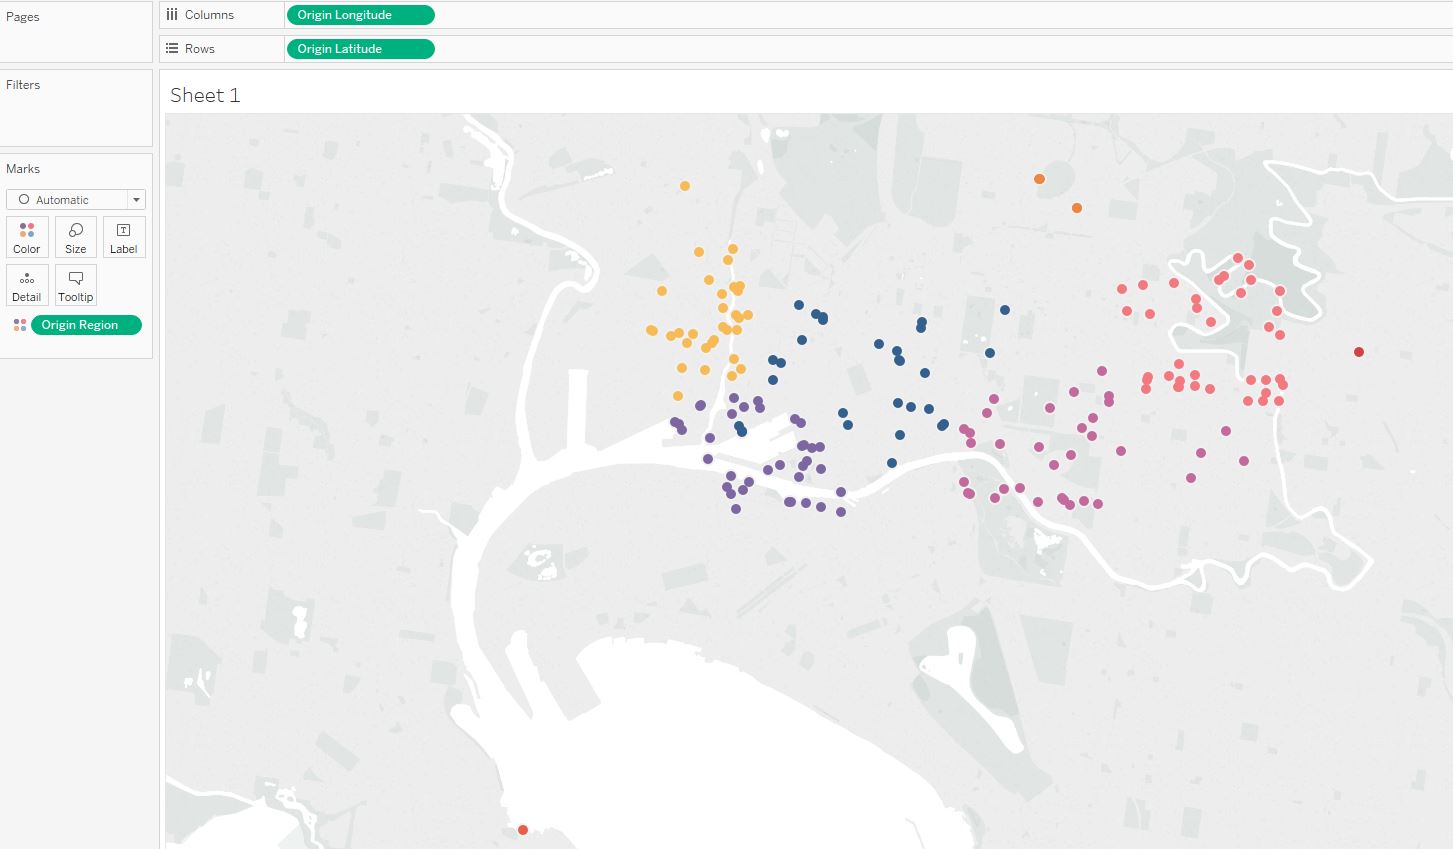 Pages
Columns
Origin Longitude
Rows
Origin Latitude
Filters
Sheet 1
Marks
Automatic
Color
Size
T
Label
Detail
Tooltip
Origin Region